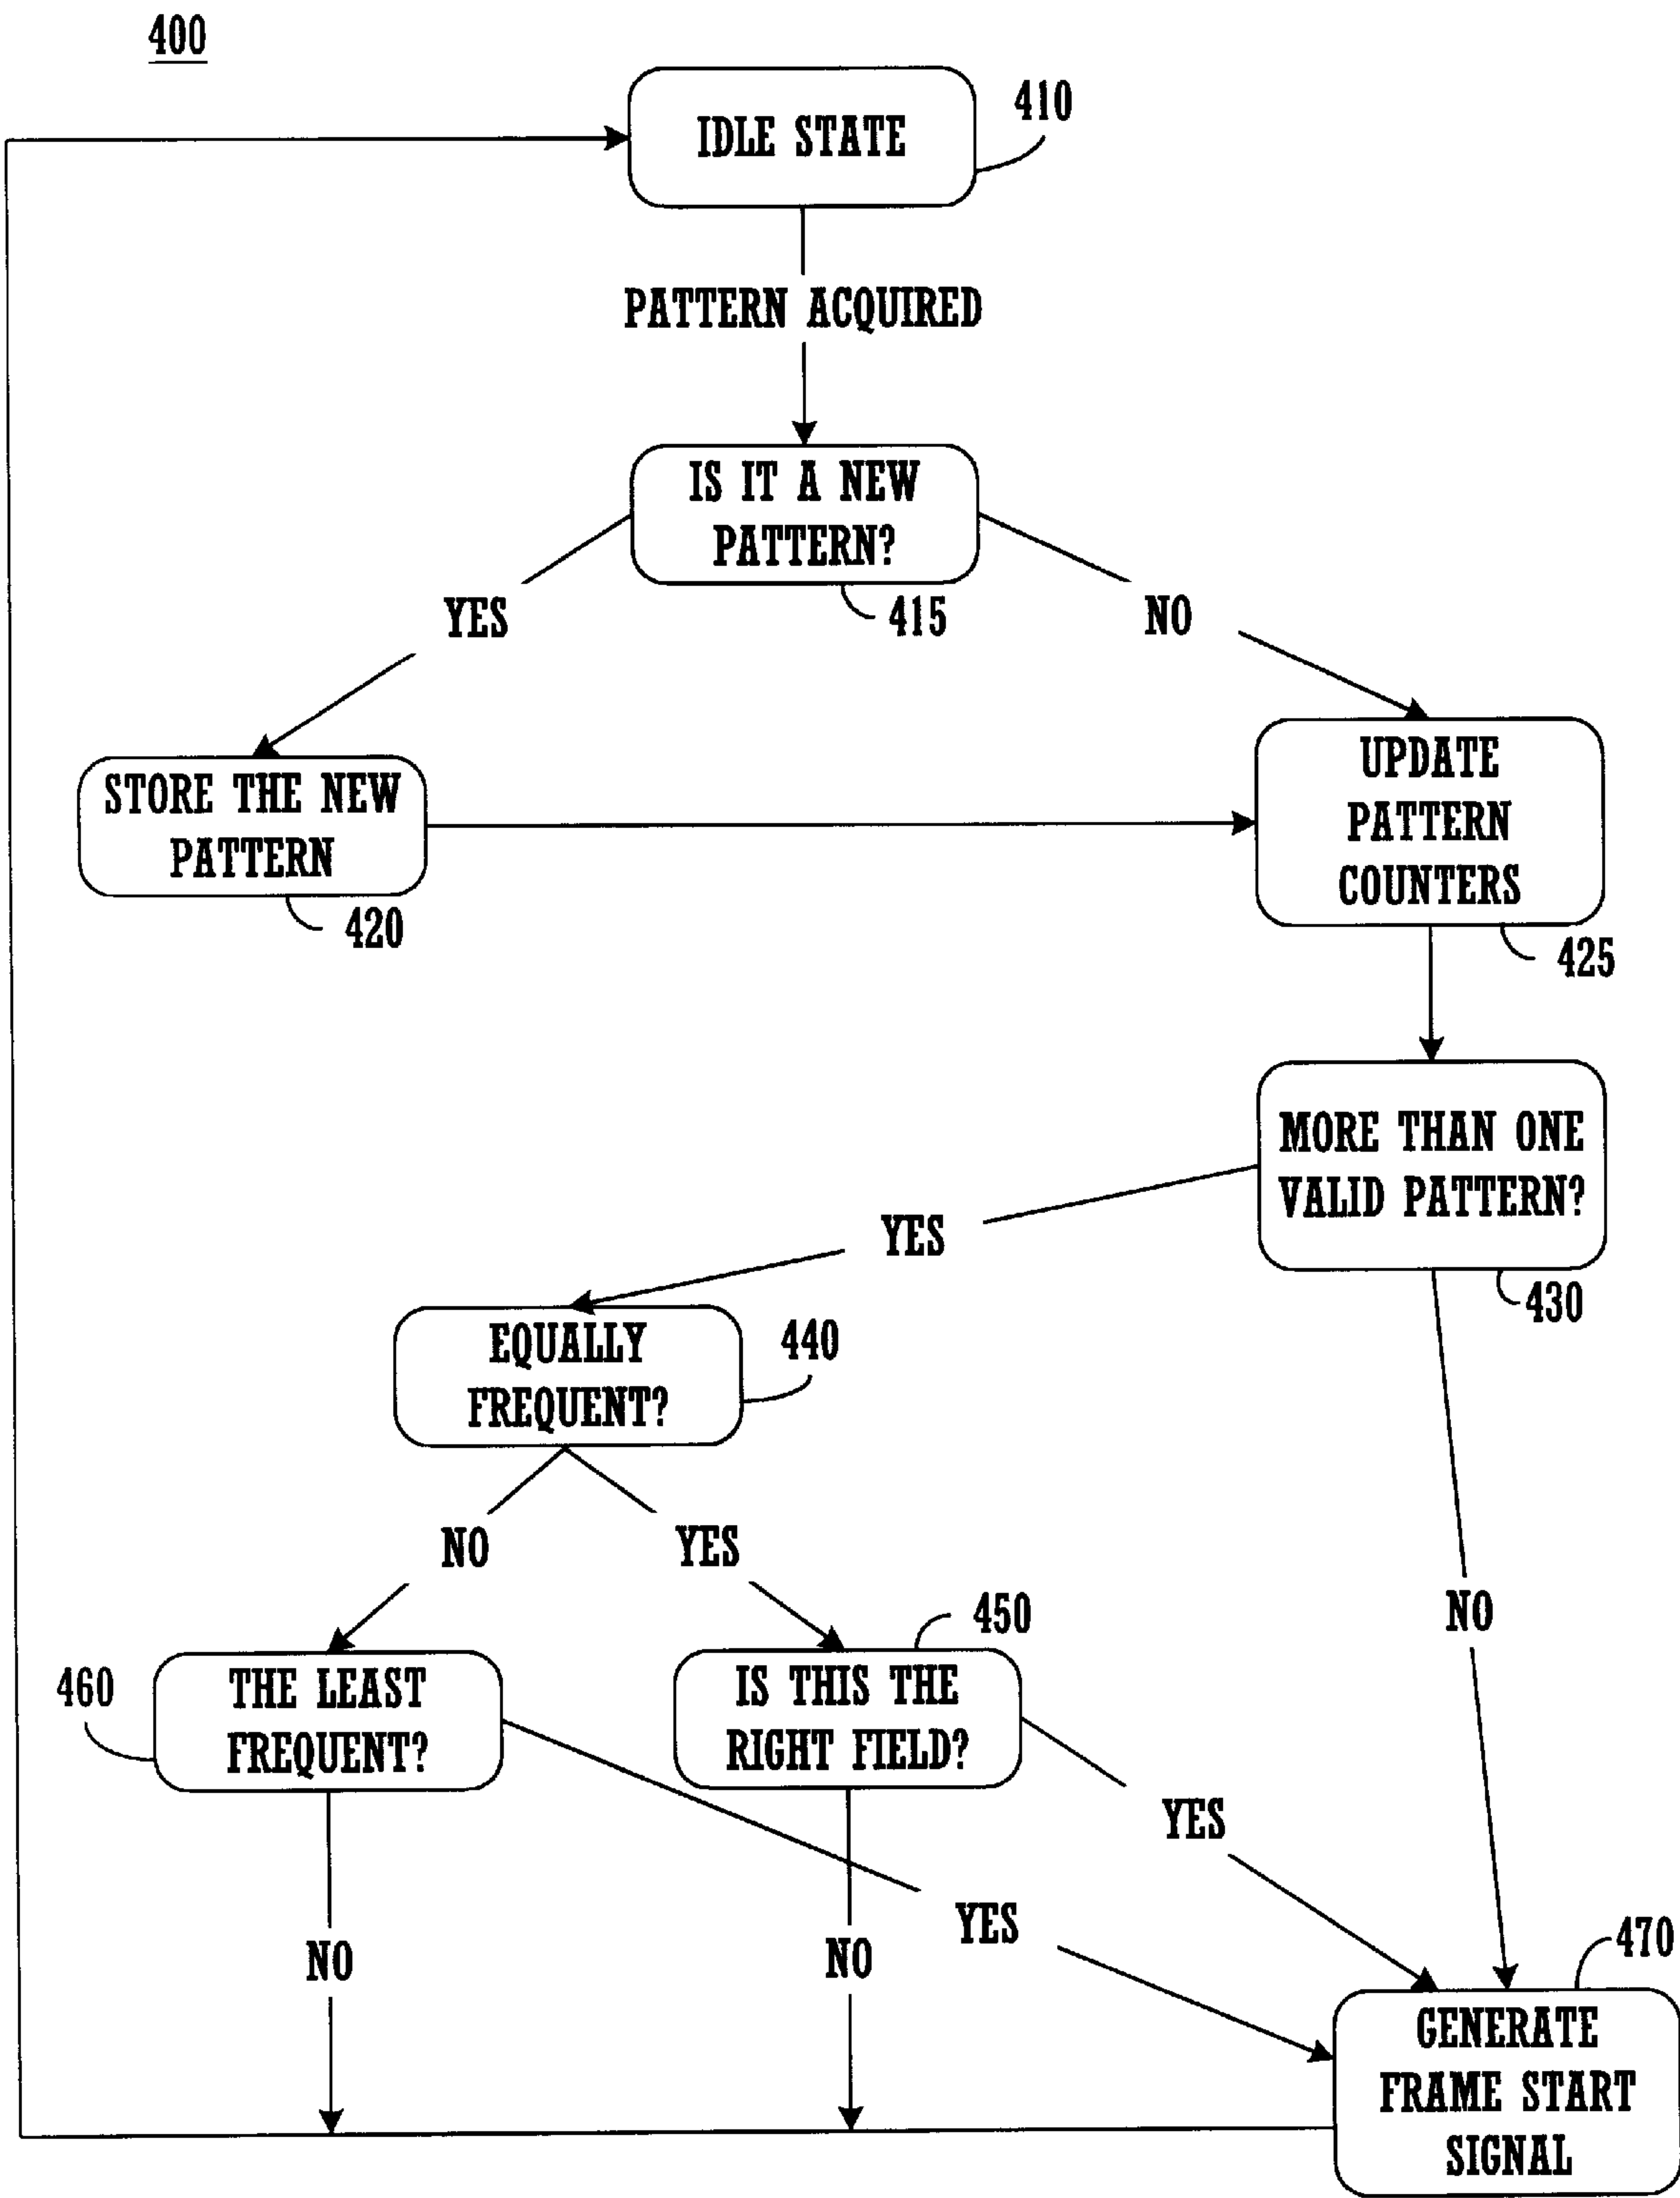 400
IDLE STATE
410
PATTERN ACQUIRED
IS IT A NEW
PATTERN?
415
YES
NO
STORE THE NEW
PATTERN
420
UPDATE
PATTERN
COUNTERS
425
MORE THAN ONE
VALID PATTERN?
430
YES
NO
EQUALLY
FREQUENT?
440
NO
YES
460
THE LEAST
FREQUENT?
450
IS THIS THE
RIGHT FIELD?
YES
YES
NO
NO
470
GENERATE
FRAME START
SIGNAL